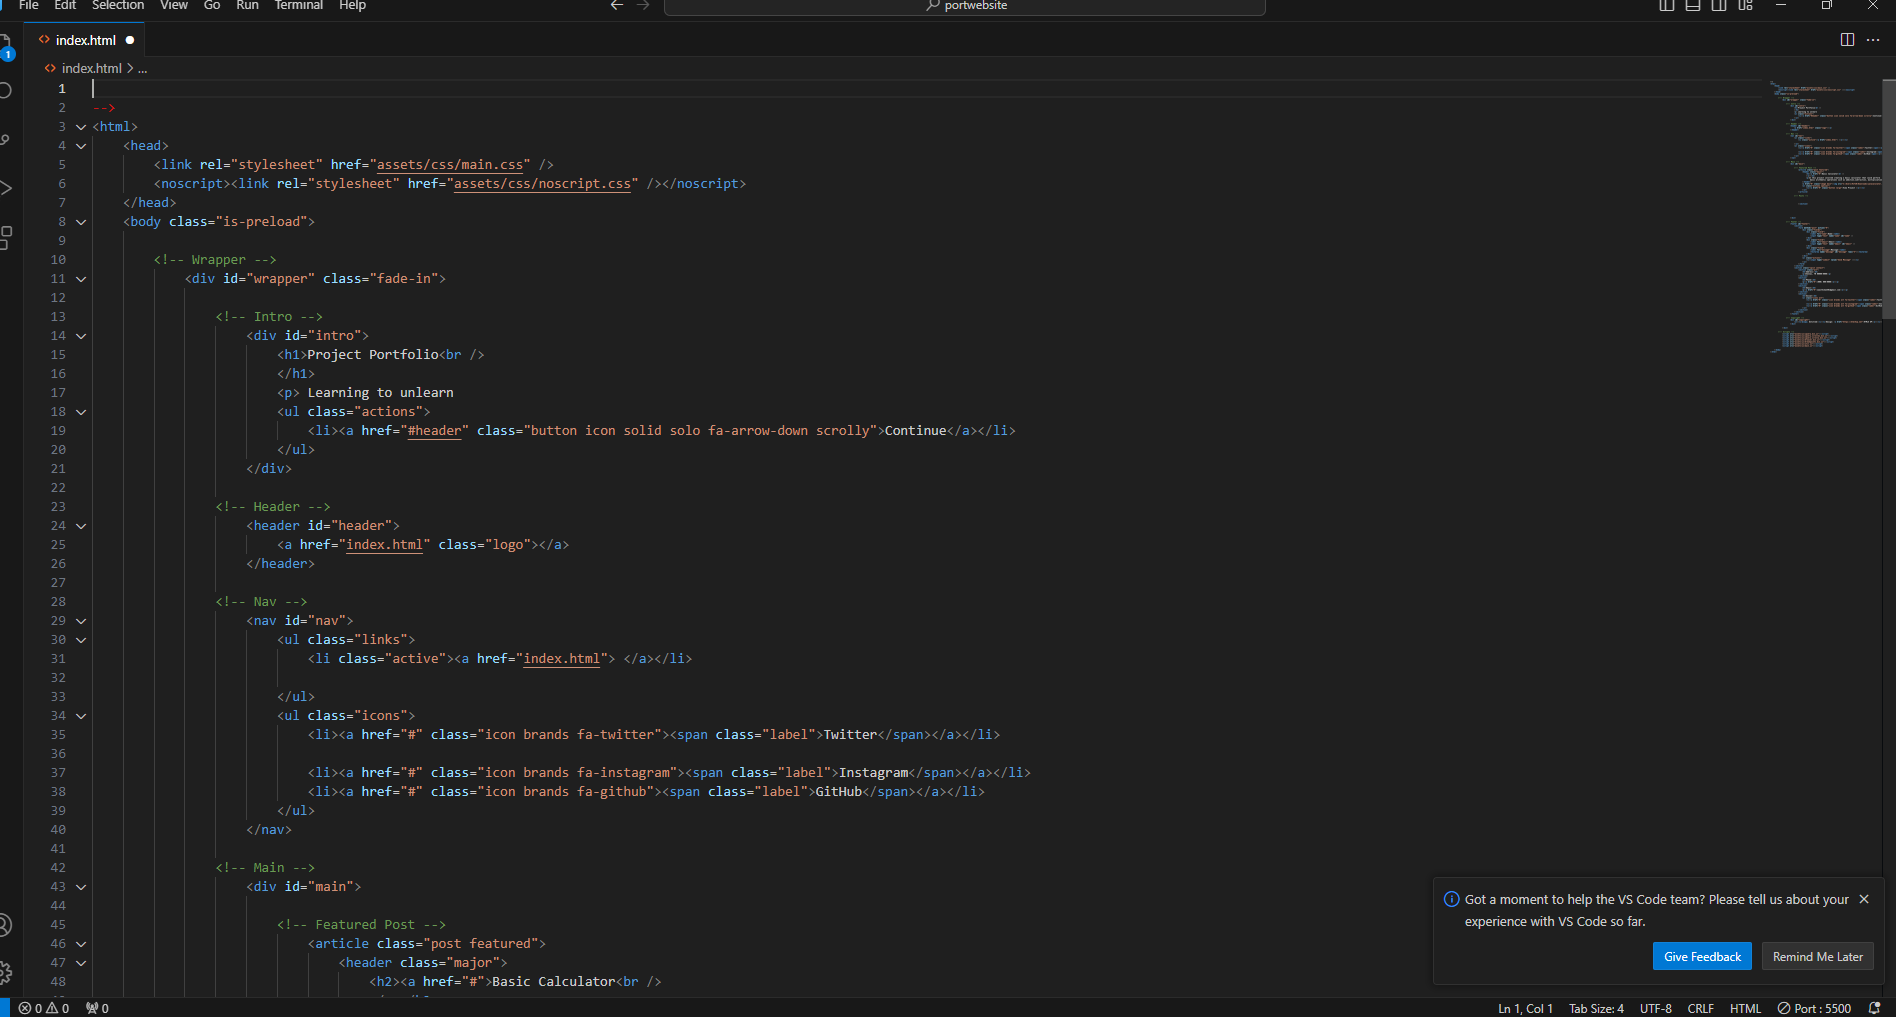 File Edit Selection View Go Run Terminal Help
portwebsite
index.html
1
index.html > ...
1
2 -->
3 <html>
4 <head>
5 <link rel="stylesheet" href="assets/css/main.css" />
6 <noscript><link rel="stylesheet" href="assets/css/noscript.css" /></noscript>
7 </head>
8 <body class="is-preload">
9
10 <!-- Wrapper -->
11 <div id="wrapper" class="fade-in">
12
13 <!-- Intro -->
14 <div id="intro">
15 <h1>Project Portfolio<br />
16 </h1>
17 <p> Learning to unlearn
18 <ul class="actions">
19 <li><a href="#header" class="button icon solid solo fa-arrow-down scrolly">Continue</a></li>
20 </ul>
21 </div>
22
23 <!-- Header -->
24 <header id="header">
25 <a href="index.html" class="logo"></a>
26 </header>
27
28 <!-- Nav -->
29 <nav id="nav">
30 <ul class="links">
31 <li class="active"><a href="index.html"> </a></li>
32
33 </ul>
34 <ul class="icons">
35 <li><a href="#" class="icon brands fa-twitter"><span class="label">Twitter</span></a></li>
36
37 <li><a href="#" class="icon brands fa-instagram"><span class="label">Instagram</span></a></li>
38 <li><a href="#" class="icon brands fa-github"><span class="label">GitHub</span></a></li>
39 </ul>
40 </nav>
41
42 <!-- Main -->
43 <div id="main">
44
45 <!-- Featured Post -->
46 <article class="post featured">
47 <header class="major">
48 <h2><a href="#">Basic Calculator<br />
Got a moment to help the VS Code team? Please tell us about your
experience with VS Code so far.
Give Feedback Remind Me Later
0 0 0 Ln 1, Col 1 Tab Size: 4 UTF-8 CRLF HTML Port : 5500